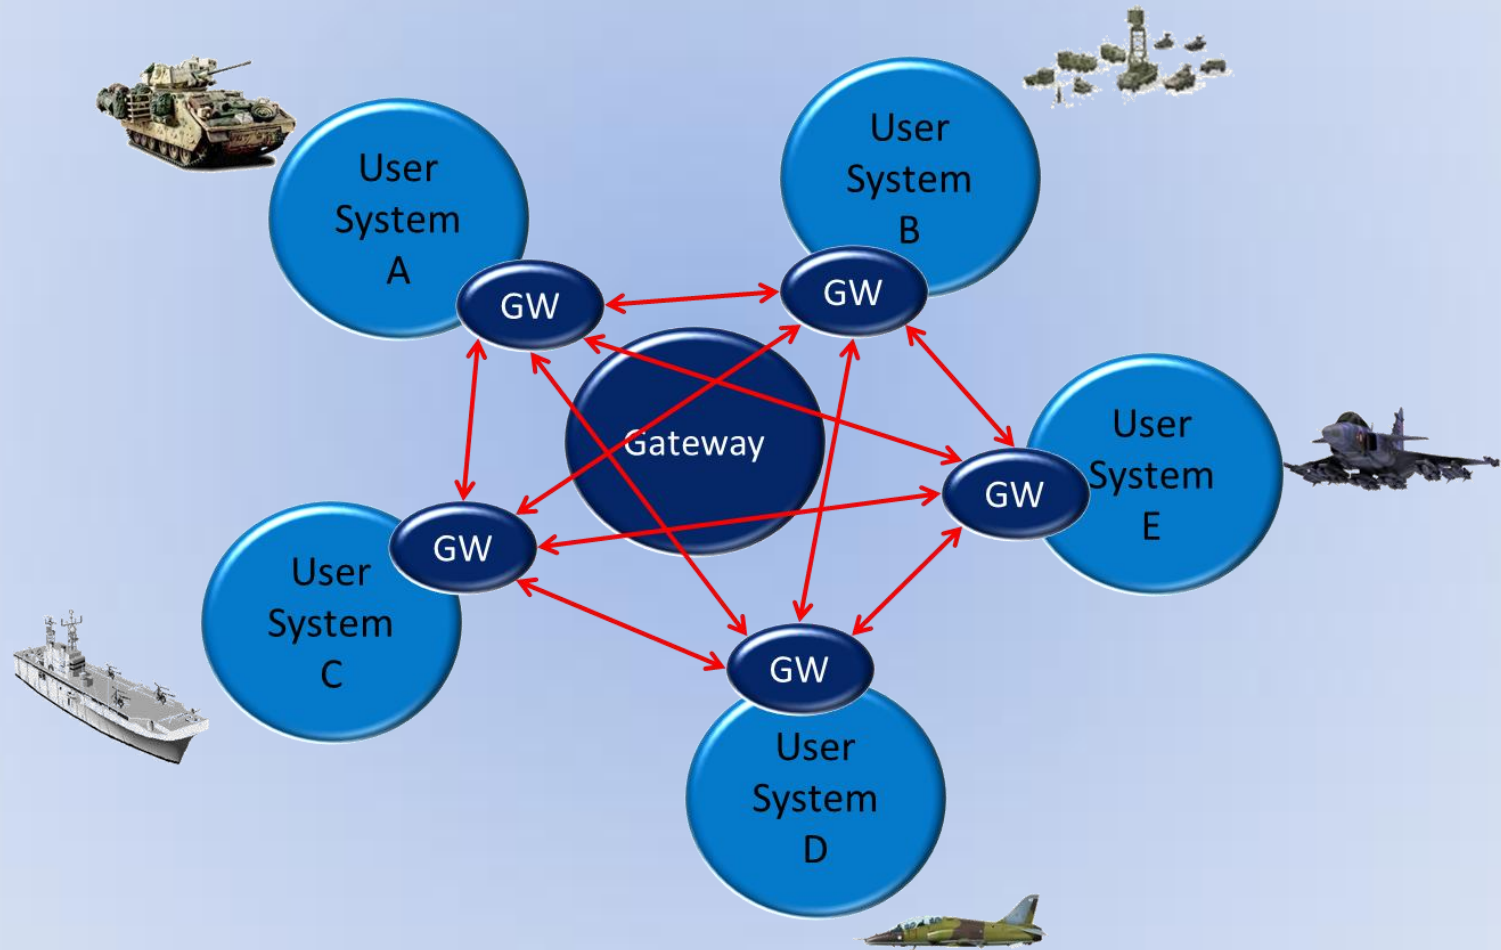 User
System
A
GW
User
System
B
GW
Gateway
User
System
E
GW
GW
User
System
C
GW
User
System
D